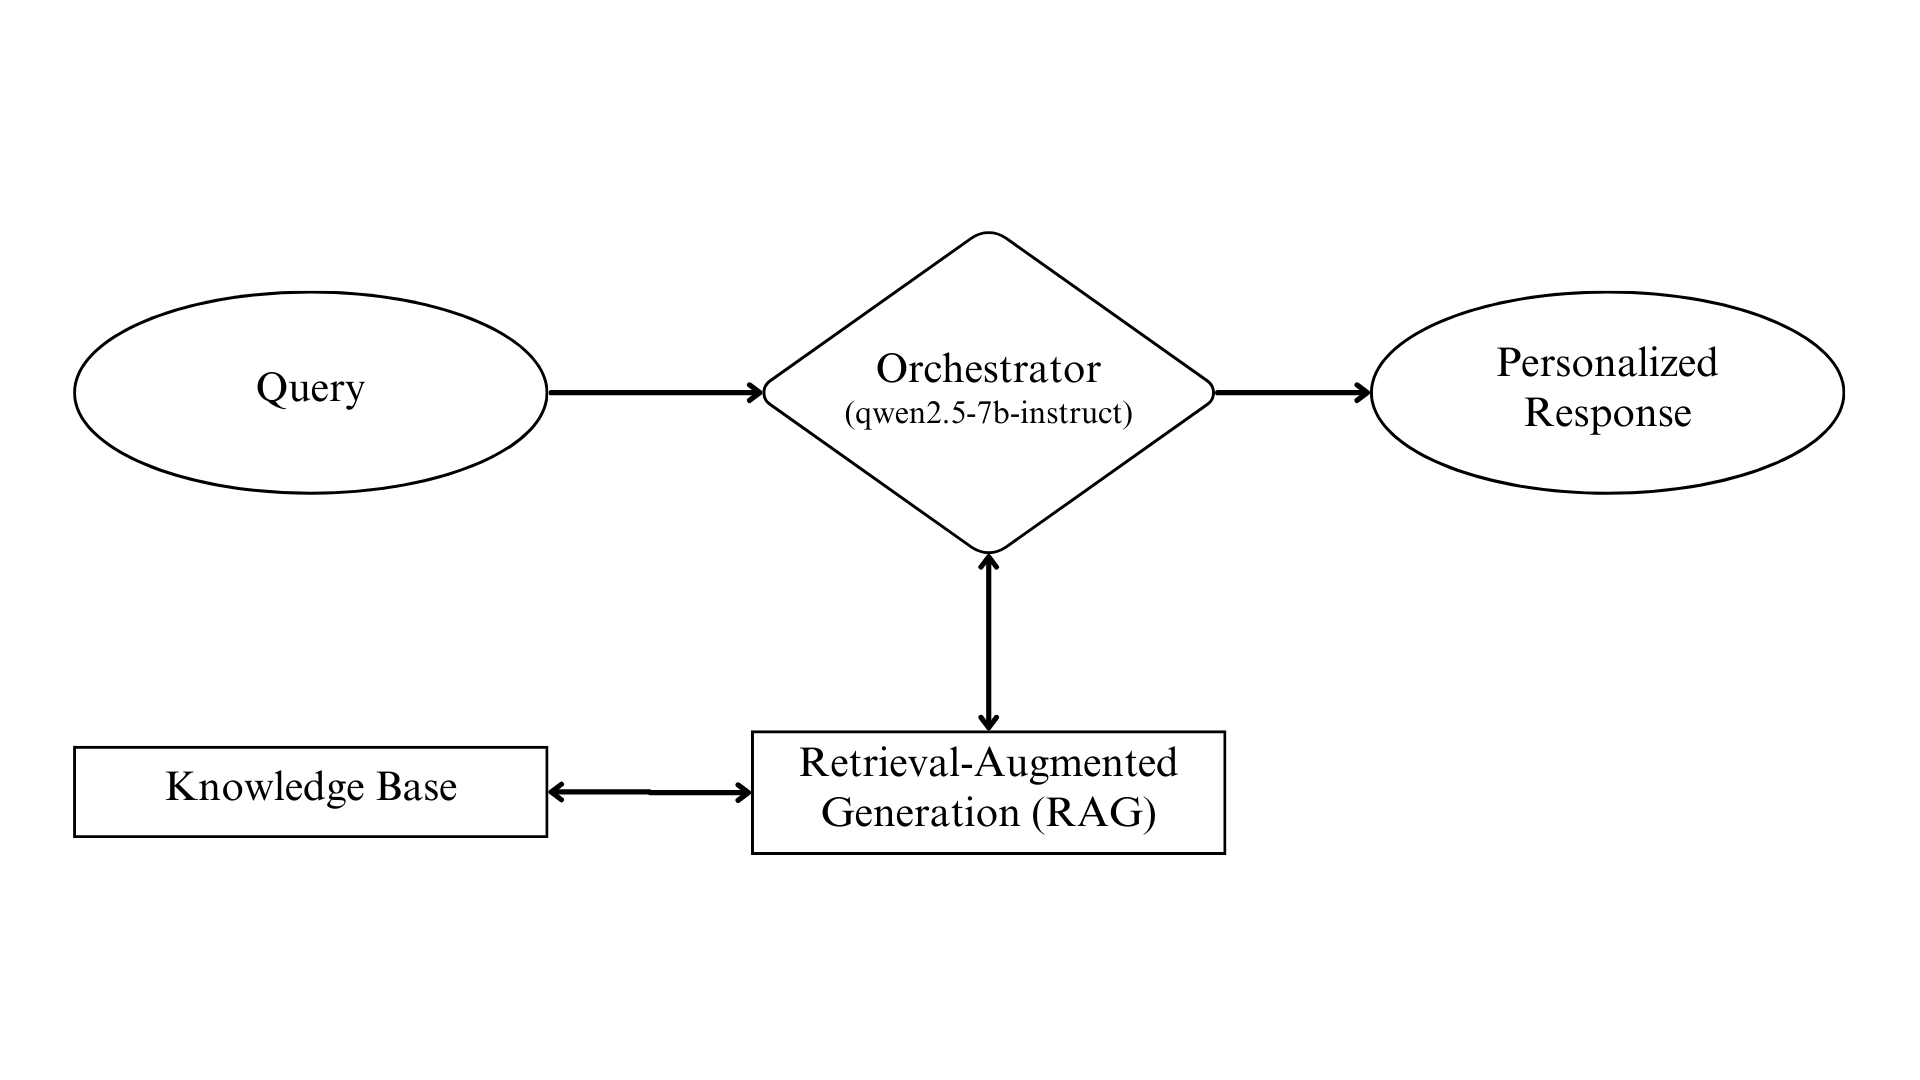 Query
Orchestrator
(qwen2.5-7b-instruct)
Personalized
Response
Knowledge Base
Retrieval-Augmented
Generation (RAG)